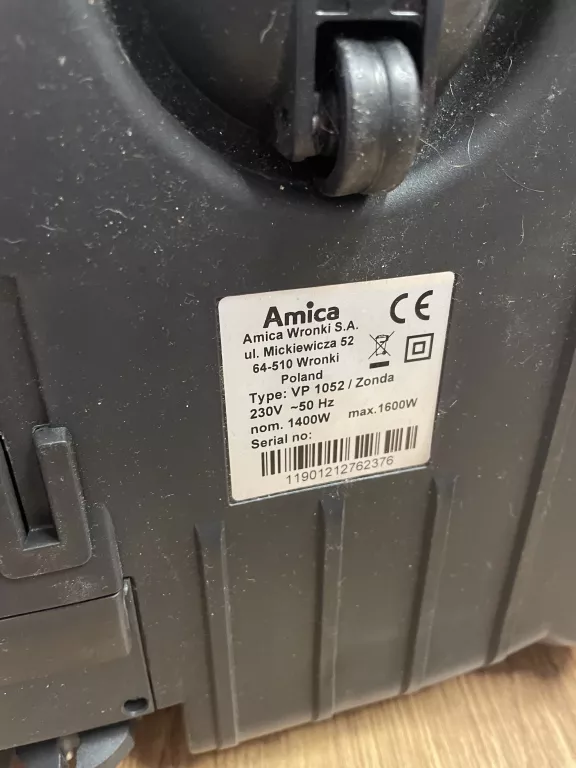 Amica
CE
Amica Wronki S.A.
ul. Mickiewicza 52
64-510 Wronki
Poland
Type: VP 1052 / Zonda
230V ~50 Hz
nom. 1400W max.1600W
Serial no:
11901212762376